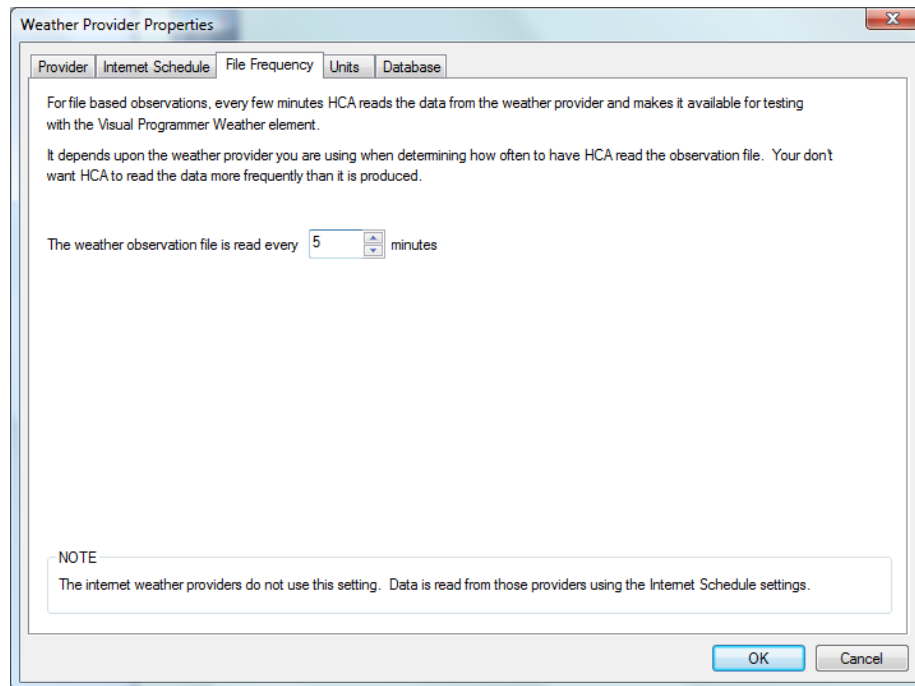 Weather Provider Properties
Provider Internet Schedule File Frequency Units Database
For file based observations, every few minutes HCA reads the data from the weather provider and makes it available for testing
with the Visual Programmer Weather element.
It depends upon the weather provider you are using when determining how often to have HCA read the observation file. Your don't
want HCA to read the data more frequently than it is produced.
The weather observation file is read every 5 minutes
NOTE
The internet weather providers do not use this setting. Data is read from those providers using the Internet Schedule settings.
OK Cancel